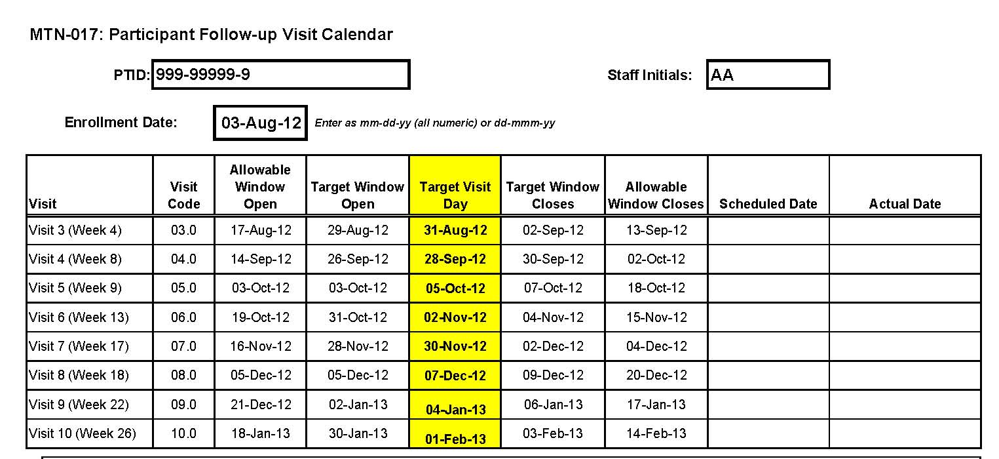 MTN-017: Participant Follow-up Visit Calendar
PTID: 999-99999-9 Staff Initials: AA
Enrollment Date: 03-Aug-12 Enter as mm-dd-yy (all numeric) or dd-mmm-yy
Visit Visit Code Allowable Window Open Target Window Open Target Visit Day Target Window Closes Allowable Window Closes Scheduled Date Actual Date
Visit 3 (Week 4) 03.0 17-Aug-12 29-Aug-12 31-Aug-12 02-Sep-12 13-Sep-12
Visit 4 (Week 8) 04.0 14-Sep-12 26-Sep-12 28-Sep-12 30-Sep-12 02-Oct-12
Visit 5 (Week 9) 05.0 03-Oct-12 03-Oct-12 05-Oct-12 07-Oct-12 18-Oct-12
Visit 6 (Week 13) 06.0 19-Oct-12 31-Oct-12 02-Nov-12 04-Nov-12 15-Nov-12
Visit 7 (Week 17) 07.0 16-Nov-12 28-Nov-12 30-Nov-12 02-Dec-12 04-Dec-12
Visit 8 (Week 18) 08.0 05-Dec-12 05-Dec-12 07-Dec-12 09-Dec-12 20-Dec-12
Visit 9 (Week 22) 09.0 21-Dec-12 02-Jan-13 04-Jan-13 06-Jan-13 17-Jan-13
Visit 10 (Week 26) 10.0 18-Jan-13 30-Jan-13 01-Feb-13 03-Feb-13 14-Feb-13